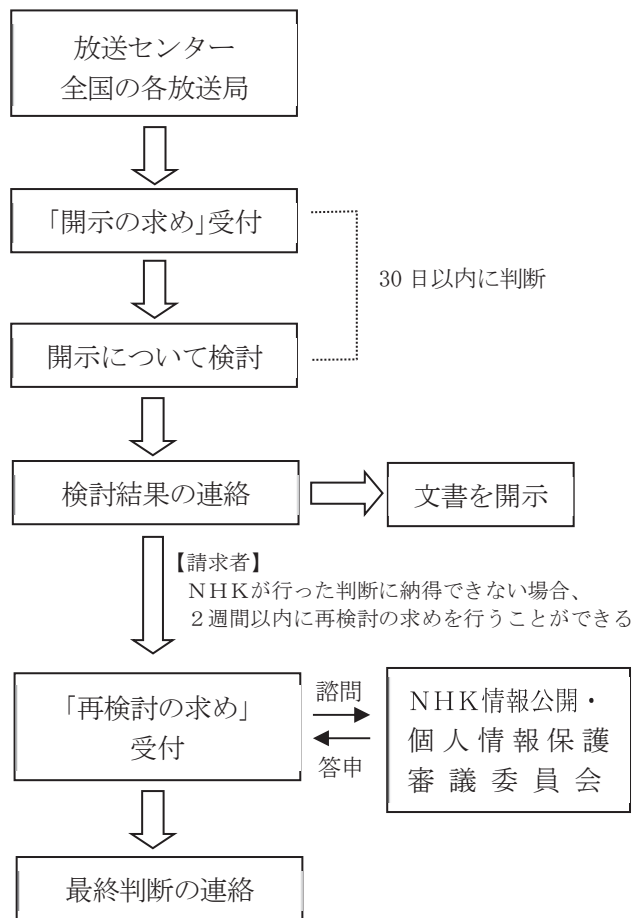 放送センター
全国の各放送局
「開示の求め」受付
30日以内に判断
開示について検討
検討結果の連絡
文書を開示
【請求者】
ＮＨＫが行った判断に納得できない場合、
２週間以内に再検討の求めを行うことができる
「再検討の求め」
受付
諮問
答申
ＮＨＫ情報公開・
個人情報保護
審議委員会
最終判断の連絡